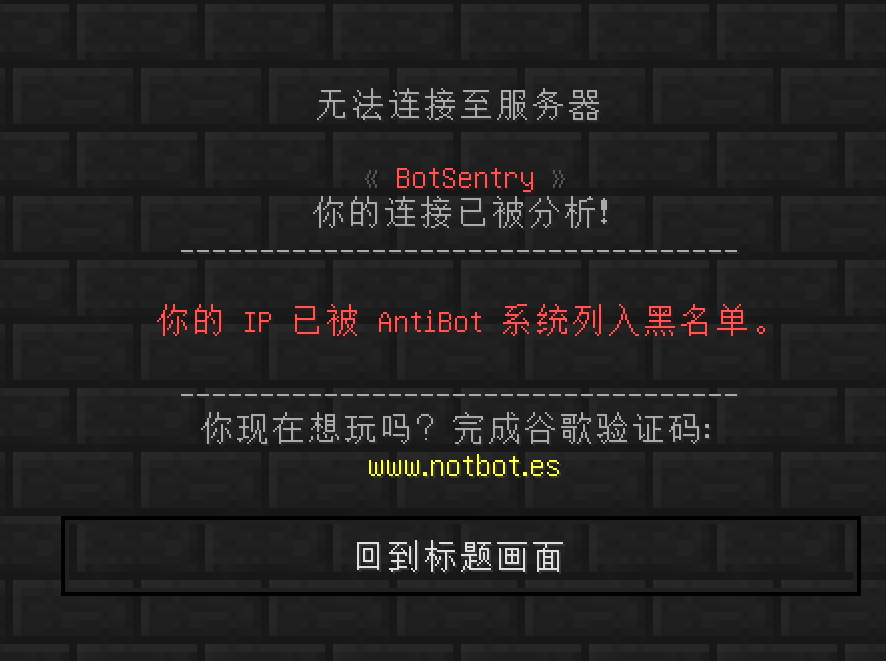 无法连接至服务器
《 BotSentry 》
你的连接已被分析!
-----------------------------------
你的 IP 已被 AntiBot 系统列入黑名单。
-----------------------------------
你现在想玩吗? 完成谷歌验证码:
www.notbot.es
回到标题画面